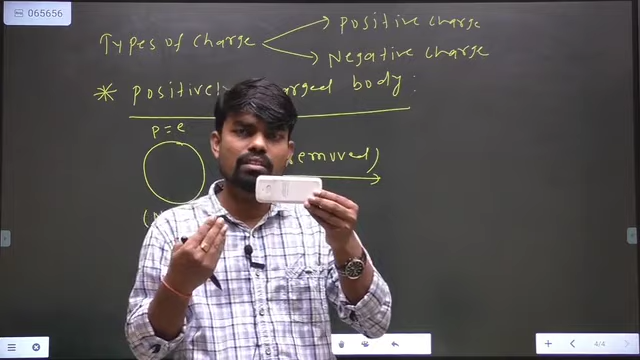 065656
Types of charge
Positive charge
Negative charge
* Positively charged body :
P = e
removed)
4/4